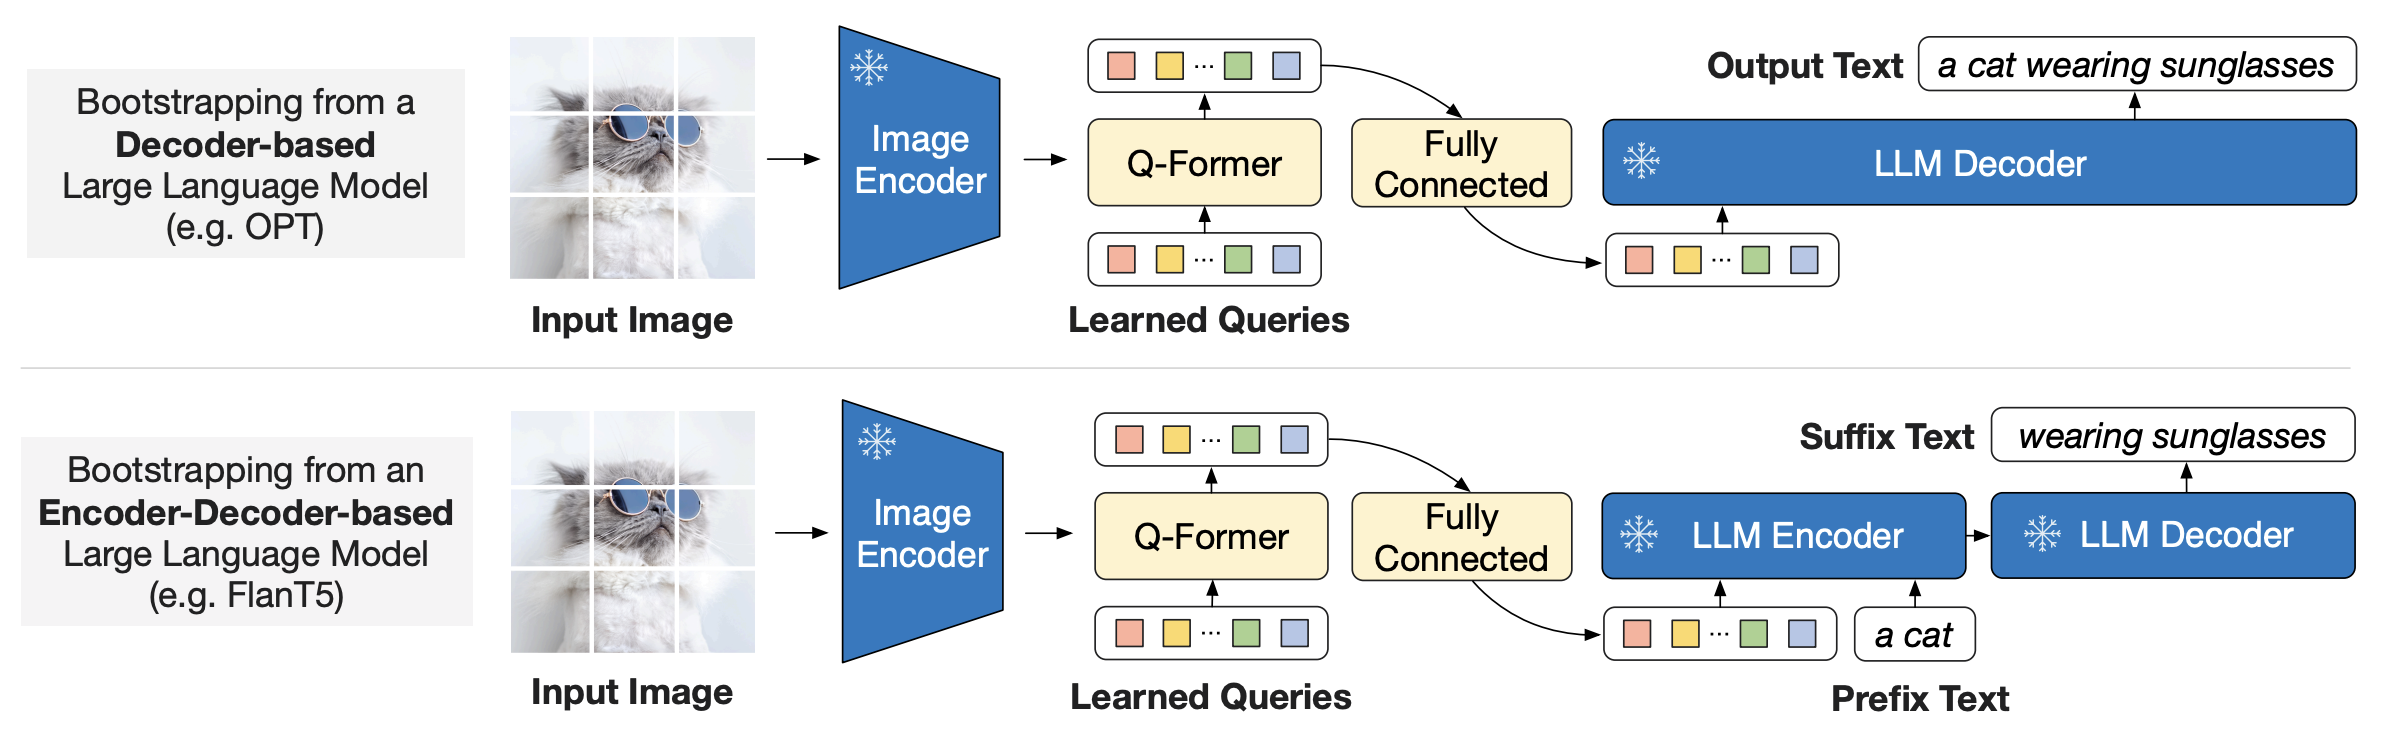 Bootstrapping from a
Decoder-based
Large Language Model
(e.g. OPT)
Input Image
Image
Encoder
...
Q-Former
...
Learned Queries
Fully
Connected
Output Text
a cat wearing sunglasses
LLM Decoder
...
Bootstrapping from an
Encoder-Decoder-based
Large Language Model
(e.g. FlanT5)
Input Image
Image
Encoder
...
Q-Former
...
Learned Queries
Fully
Connected
Suffix Text
wearing sunglasses
LLM Encoder
LLM Decoder
...
a cat
Prefix Text